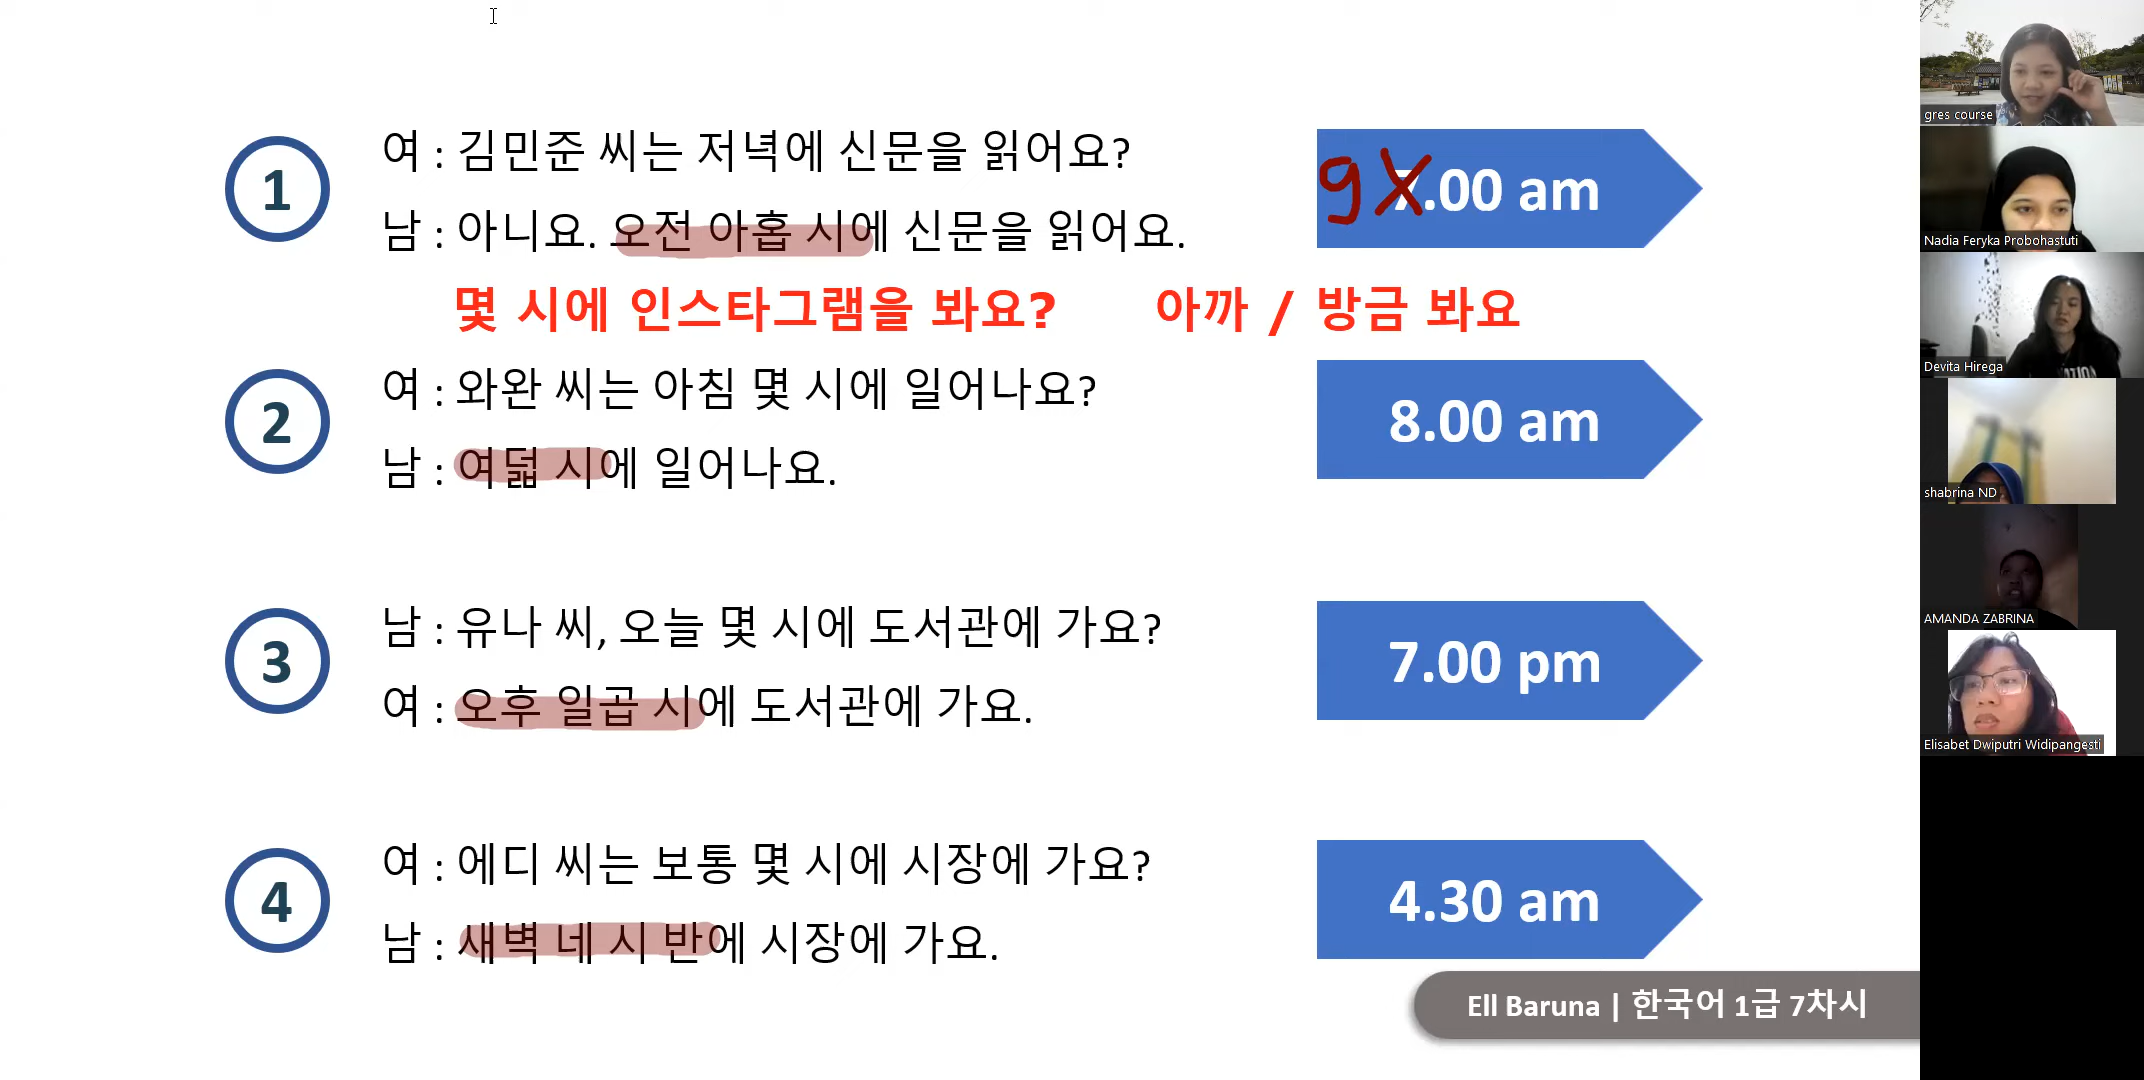 1
여 : 김민준 씨는 저녁에 신문을 읽어요?
남 : 아니요. 오전 아홉 시에 신문을 읽어요.
9 7.00 am
몇 시에 인스타그램을 봐요? 아까 / 방금 봐요
2
여 : 와완 씨는 아침 몇 시에 일어나요?
남 : 여덟 시에 일어나요.
8.00 am
3
남 : 유나 씨, 오늘 몇 시에 도서관에 가요?
여 : 오후 일곱 시에 도서관에 가요.
7.00 pm
4
여 : 에디 씨는 보통 몇 시에 시장에 가요?
남 : 새벽 네 시 반에 시장에 가요.
4.30 am
Ell Baruna | 한국어 1급 7차시
gres course
Nadia Feryka Probohastuti
Devita Hirega
shabrina ND
AMANDA ZABRINA
Elisabet Dwiputri Widipangesti